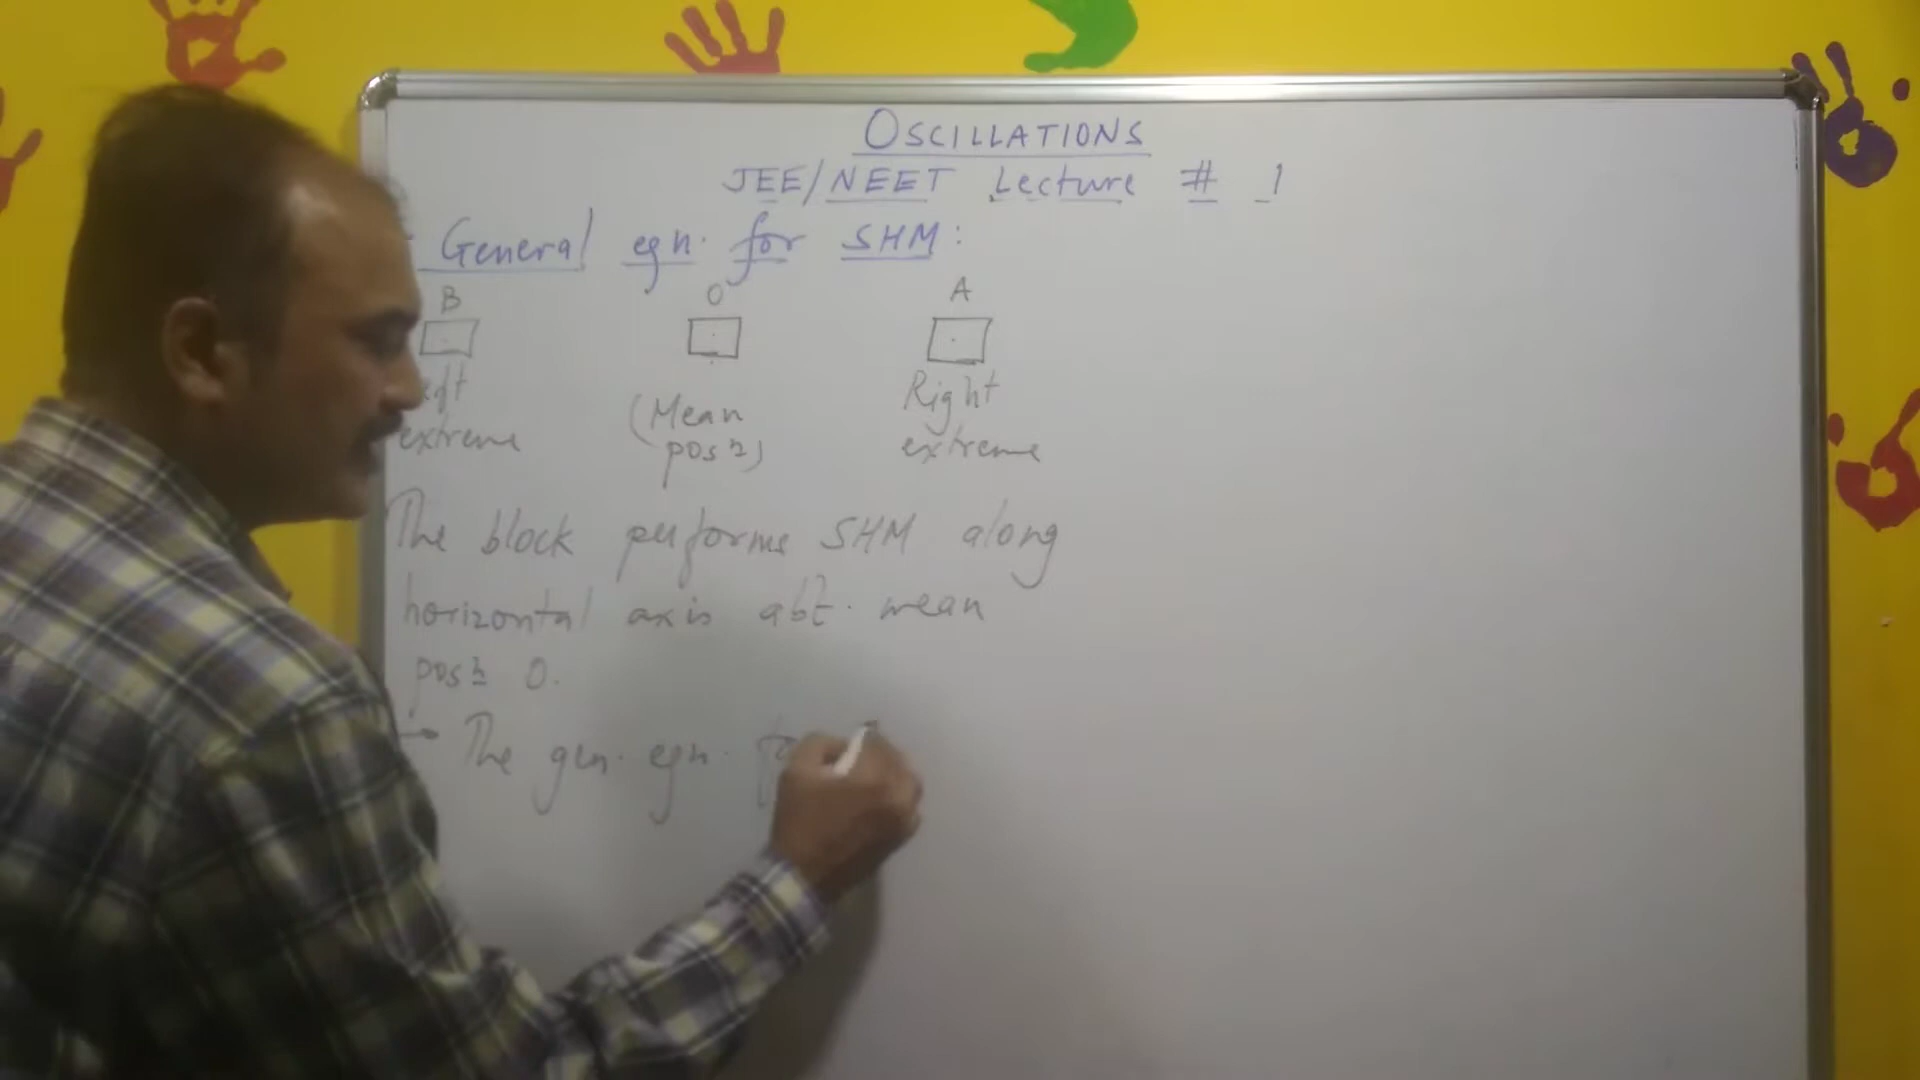 OSCILLATIONS
JEE/NEET Lecture # 1
General eqn. for SHM:
B O A
(Mean Right
extreme posn) extreme
The block performs SHM along
horizontal axis abt. mean
posn O.
→ The gen. eqn.